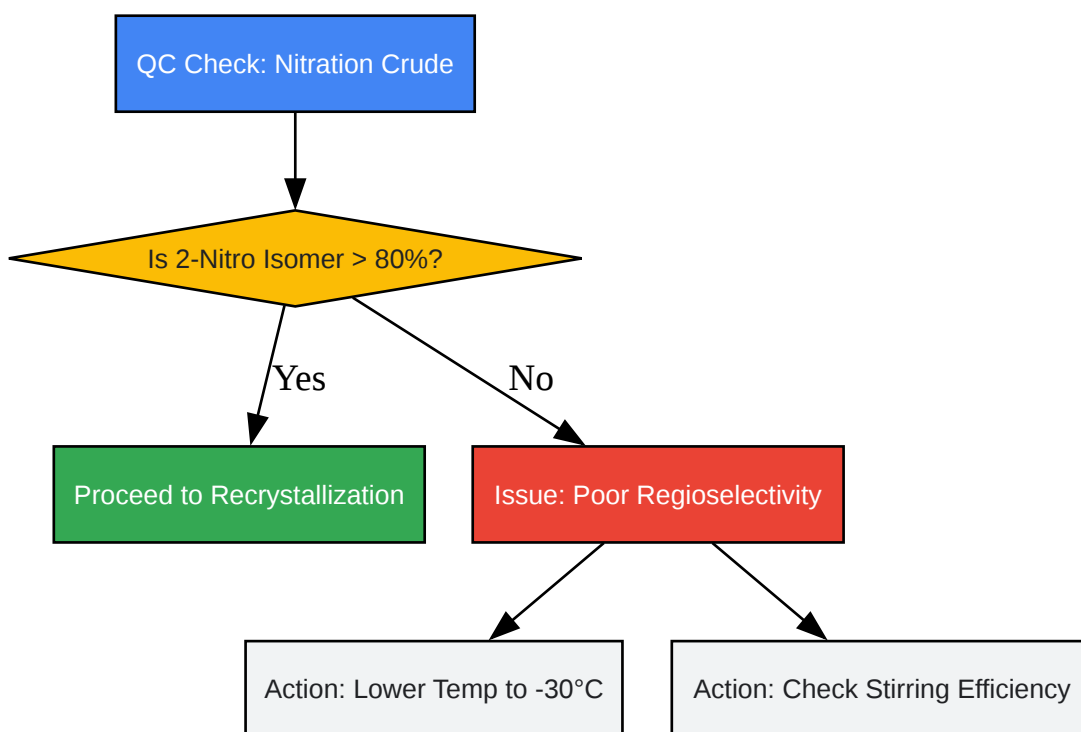 QC Check: Nitration Crude
Is 2-Nitro Isomer > 80%?
Yes
No
Proceed to Recrystallization
Issue: Poor Regioselectivity
Action: Lower Temp to -30°C
Action: Check Stirring Efficiency